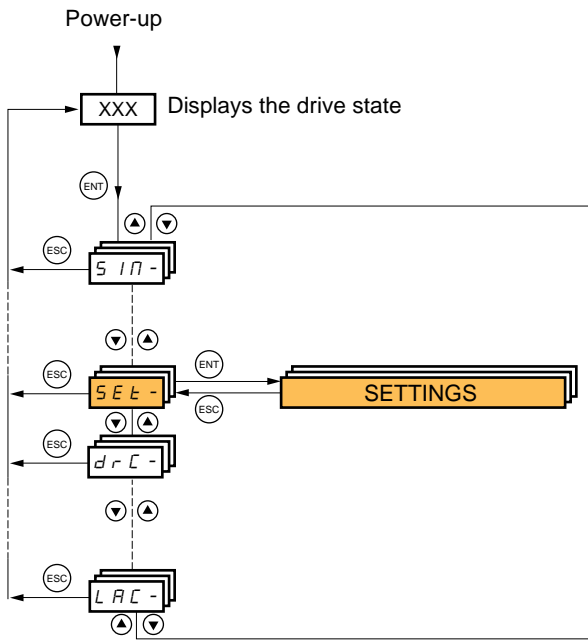 Power-up
XXX Displays the drive state
ENT
ESC
SIM-
ENT
ESC
SEt- SETTINGS
ESC
ESC
drC-
ESC
LAC-